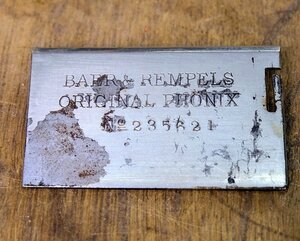 BAER & REMPELS
ORIGINAL PHÖNIX
№ 235621